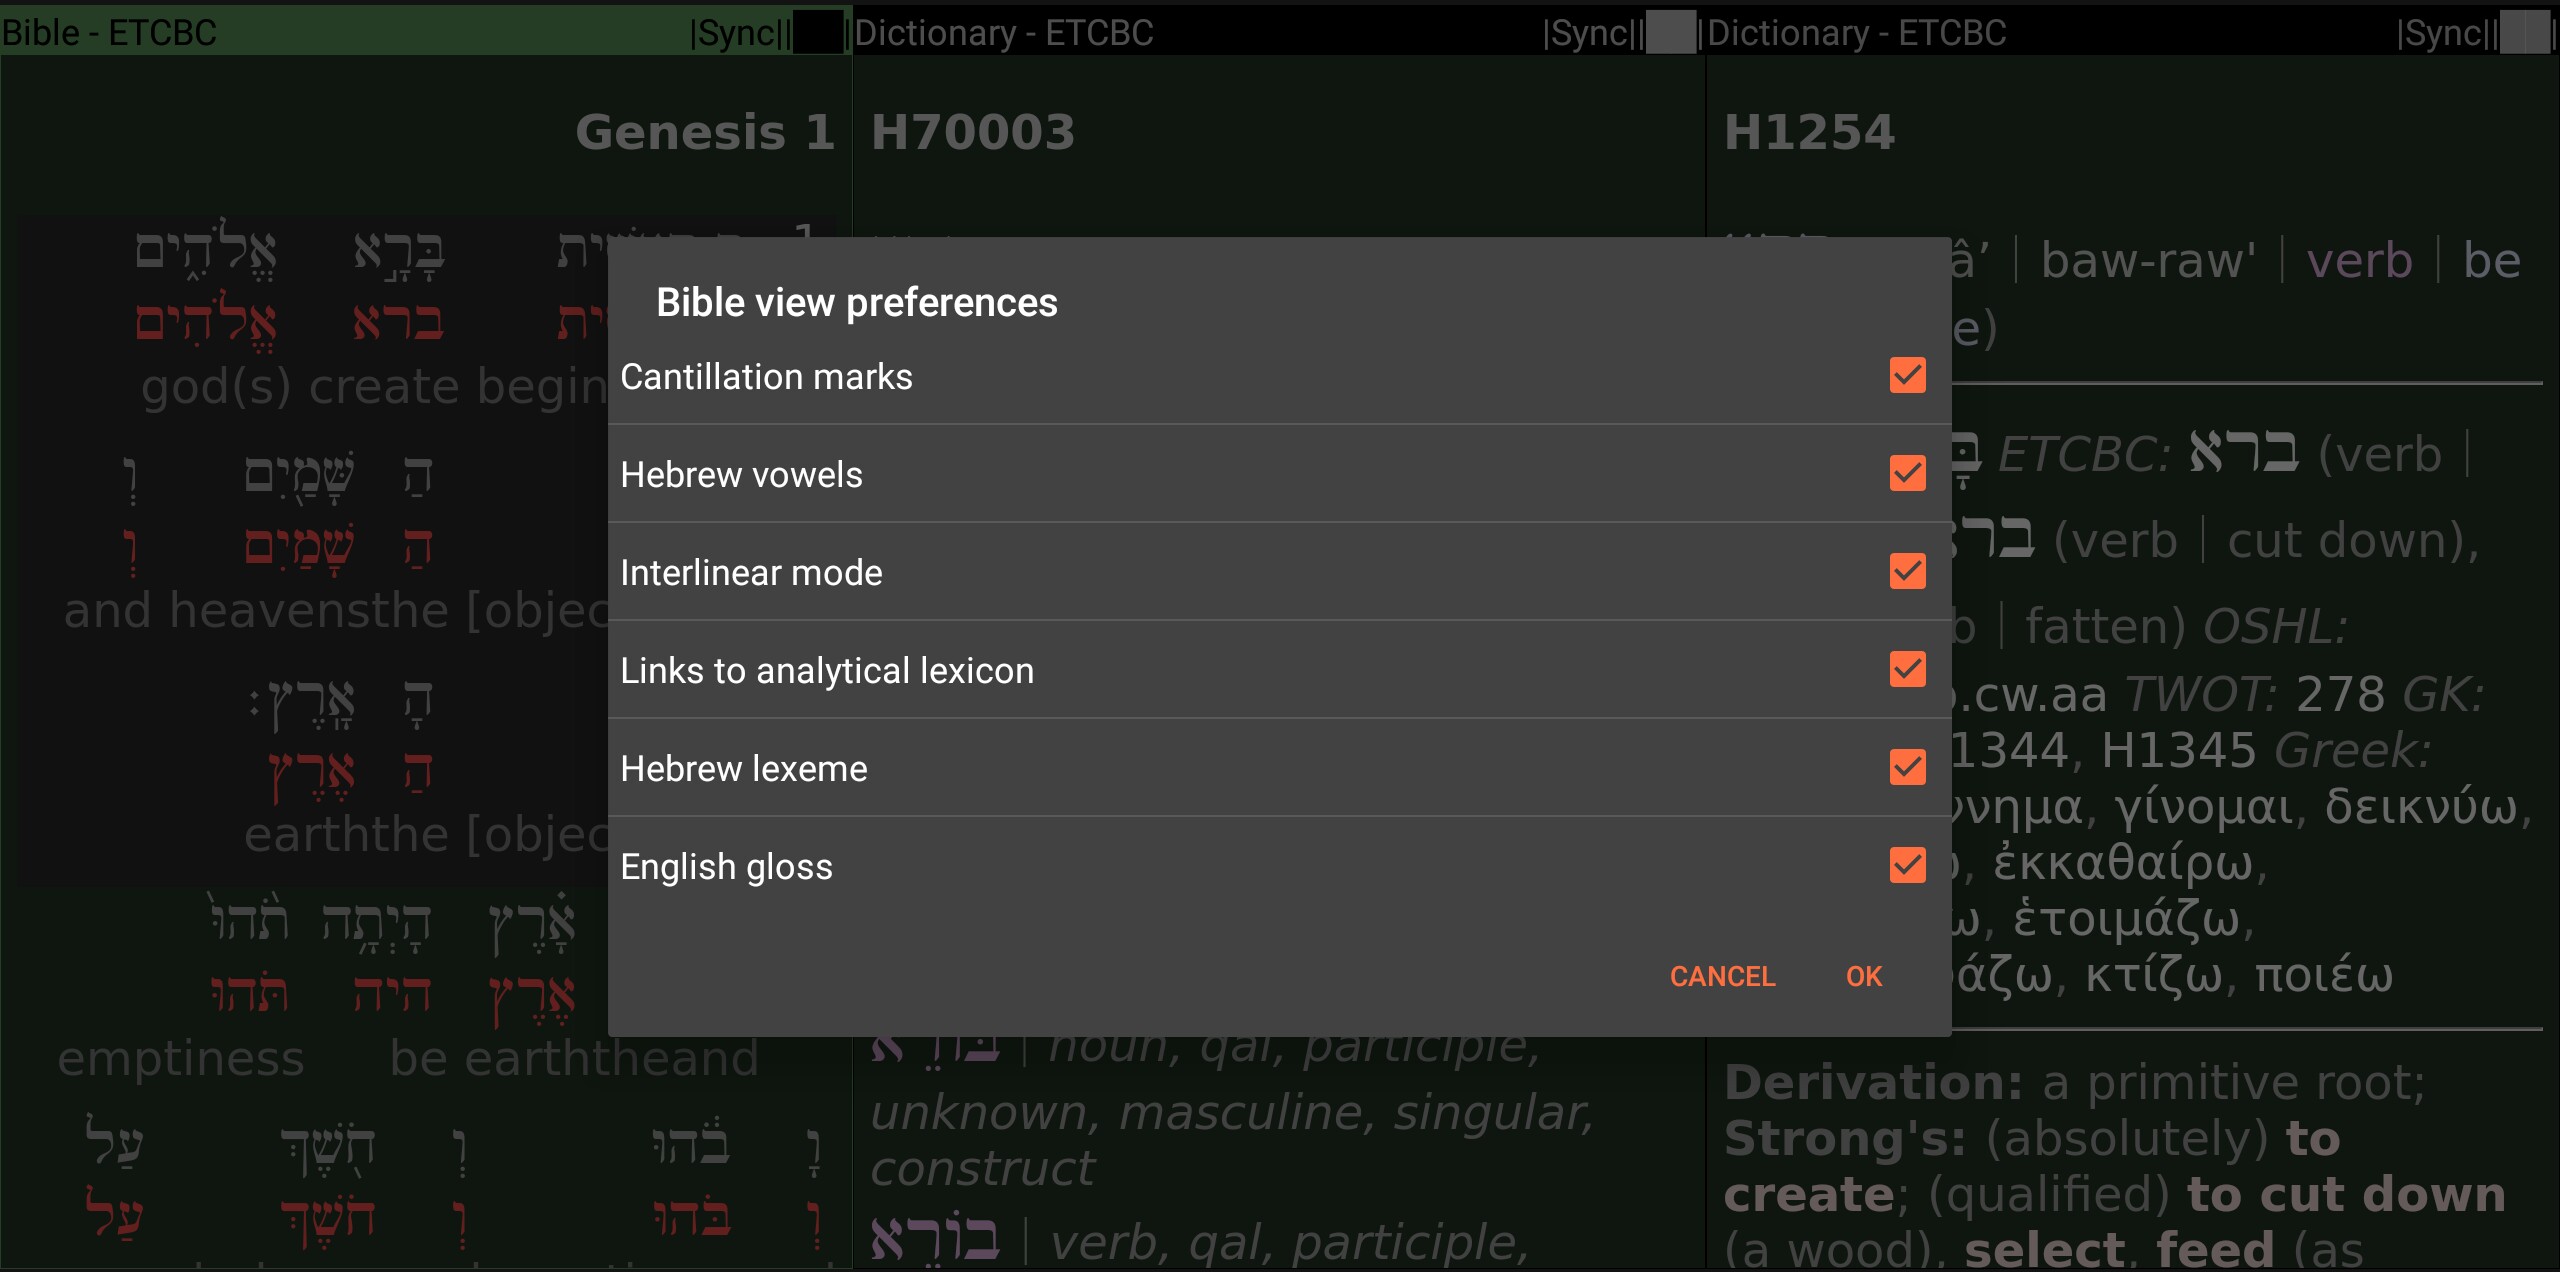 Bible - ETCBC |Sync||
Dictionary - ETCBC |Sync||
Dictionary - ETCBC |Sync||
Genesis 1
1
בָּרָ֣א אֱלֹהִ֑ים
ברא אֱלֹהִים
god(s) create begin
הַ שָּׁמַ֖יִם וְ
הַ שָׁמַיִם וְ
and heavensthe [objec
הָ אָֽרֶץ׃
הַ אֶרֶץ
earththe [objec
אָ֗רֶץ הָיְתָ֥ה תֹ֙הוּ֙
אֶרֶץ היה תֹּהוּ
emptiness be earththeand
וָ בֹ֔הוּ וְ חֹ֖שֶׁךְ עַל
וְ בֹּהוּ וְ חֹשֶׁךְ עַל
H70003
בּוֹרֵא | noun, qal, participle,
unknown, masculine, singular,
construct
בּוֹרֵא | verb, qal, participle,
H1254
| baw-raw' | verb | be
e)
ETCBC: ברא (verb |
(verb | cut down),
| fatten) OSHL:
.cw.aa TWOT: 278 GK:
1344, H1345 Greek:
γίνομαι, δεικνύω,
ἐκκαθαίρω,
ἑτοιμάζω,
κτίζω, ποιέω
Derivation: a primitive root;
Strong's: (absolutely) to
create; (qualified) to cut down
(a wood), select, feed (as
Bible view preferences
Cantillation marks
Hebrew vowels
Interlinear mode
Links to analytical lexicon
Hebrew lexeme
English gloss
CANCEL OK